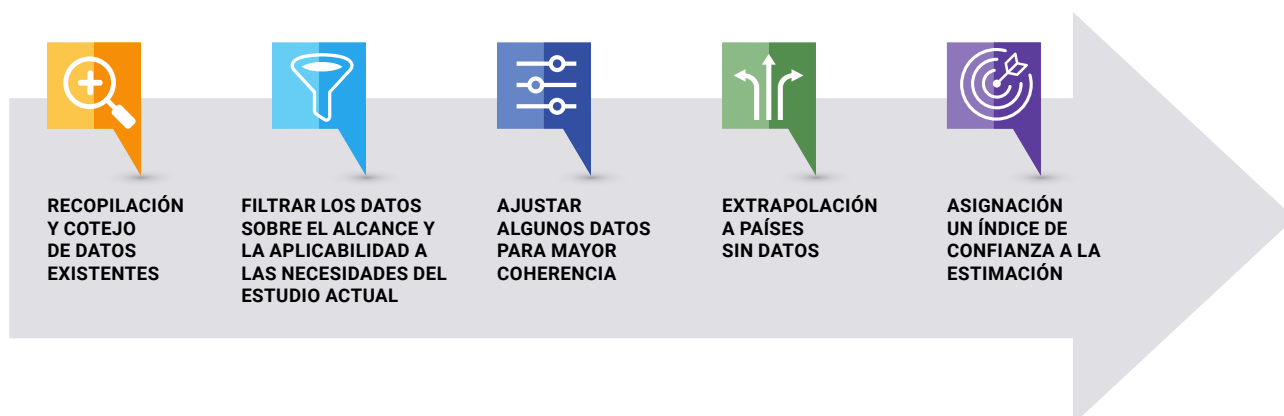 RECOPILACIÓN
Y COTEJO
DE DATOS
EXISTENTES
FILTRAR LOS DATOS
SOBRE EL ALCANCE Y
LA APLICABILIDAD A
LAS NECESIDADES DEL
ESTUDIO ACTUAL
AJUSTAR
ALGUNOS DATOS
PARA MAYOR
COHERENCIA
EXTRAPOLACIÓN
A PAÍSES
SIN DATOS
ASIGNACIÓN
UN ÍNDICE DE
CONFIANZA A LA
ESTIMACIÓN